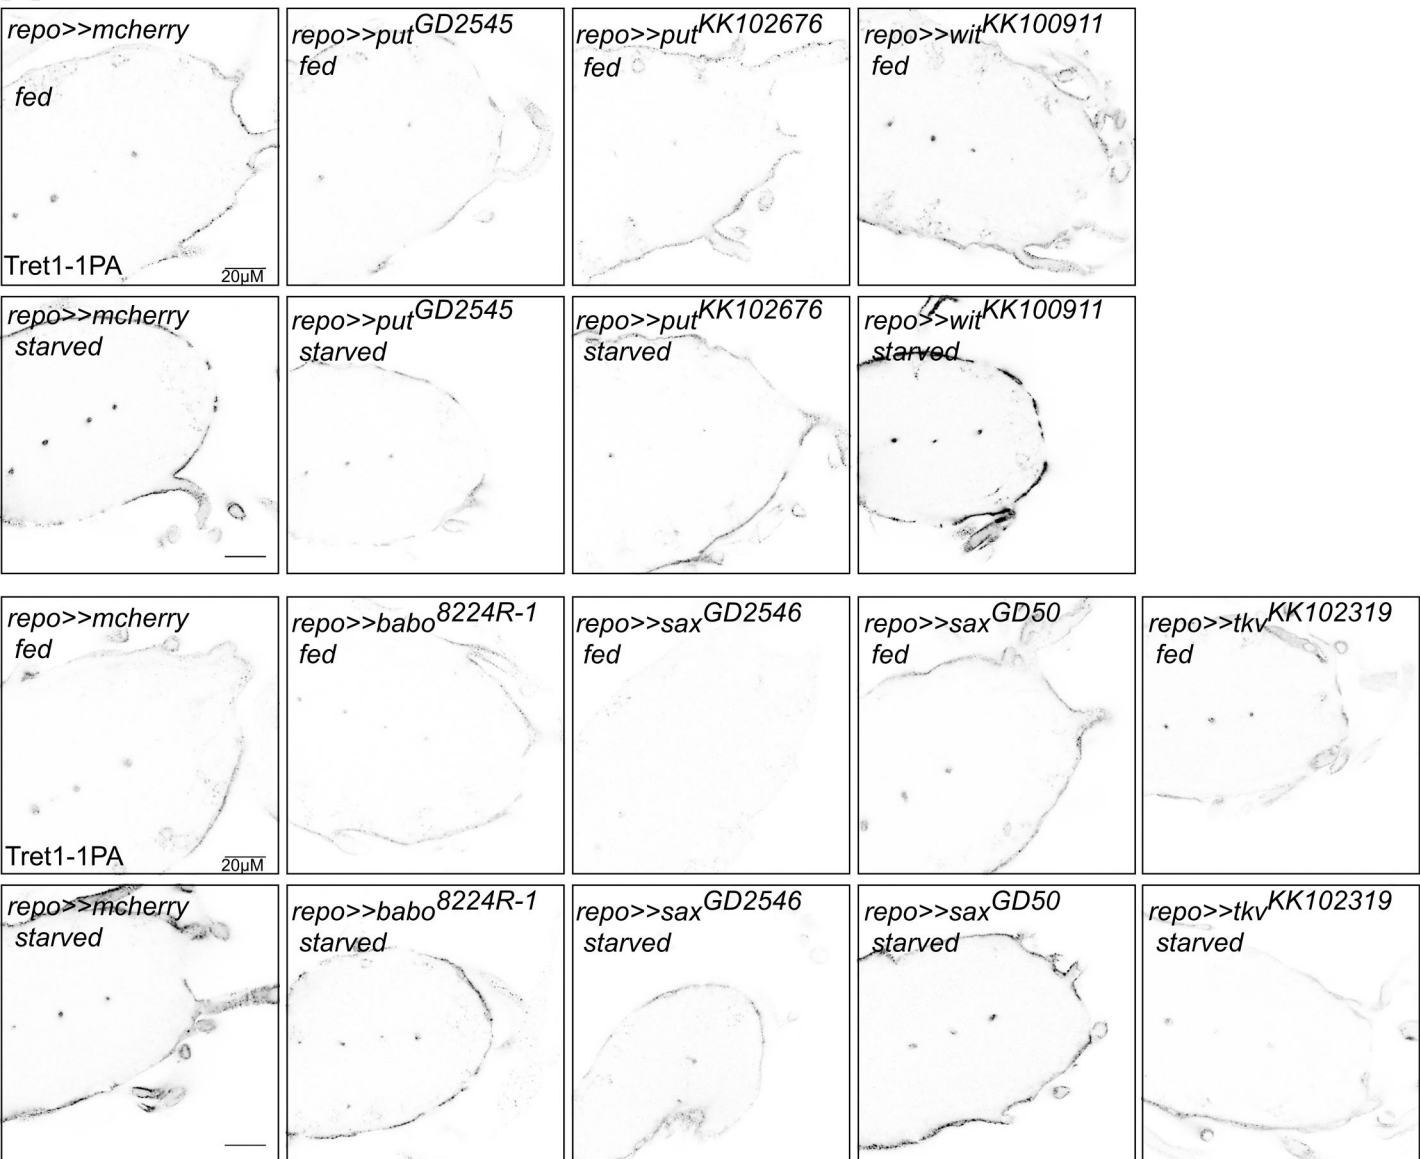 repo>>mcherry
fed
Tret1-1PA
20µM
repo>>putGD2545
fed
repo>>putKK102676
fed
repo>>witKK100911
fed
repo>>mcherry
starved
repo>>putGD2545
starved
repo>>putKK102676
starved
repo>>witKK100911
starved
repo>>mcherry
fed
Tret1-1PA
20µM
repo>>babo8224R-1
fed
repo>>saxGD2546
fed
repo>>saxGD50
fed
repo>>tkvKK102319
fed
repo>>mcherry
starved
repo>>babo8224R-1
starved
repo>>saxGD2546
starved
repo>>saxGD50
starved
repo>>tkvKK102319
starved